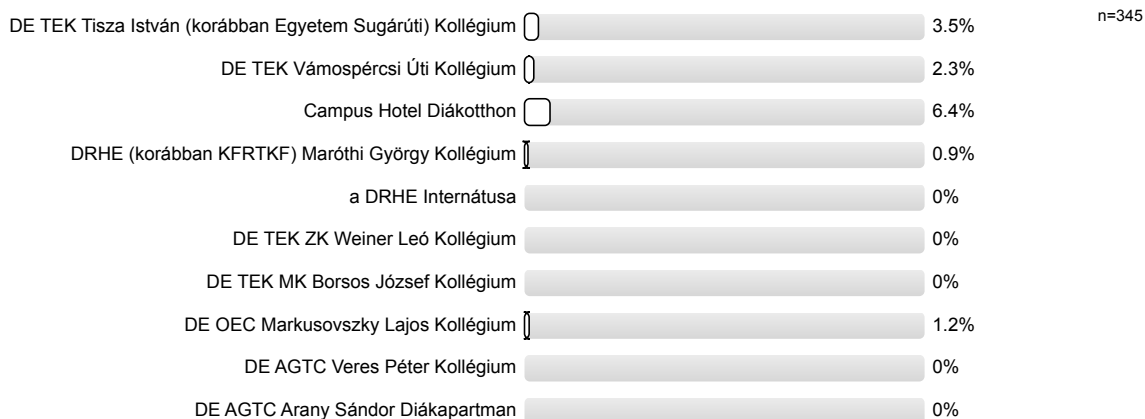 DE TEK Tisza István (korábban Egyetem Sugárúti) Kollégium 3.5% n=345
DE TEK Vámospércsi Úti Kollégium 2.3%
Campus Hotel Diákotthon 6.4%
DRHE (korábban KFRTKF) Maróthi György Kollégium 0.9%
a DRHE Internátusa 0%
DE TEK ZK Weiner Leó Kollégium 0%
DE TEK MK Borsos József Kollégium 0%
DE OEC Markusovszky Lajos Kollégium 1.2%
DE AGTC Veres Péter Kollégium 0%
DE AGTC Arany Sándor Diákapartman 0%